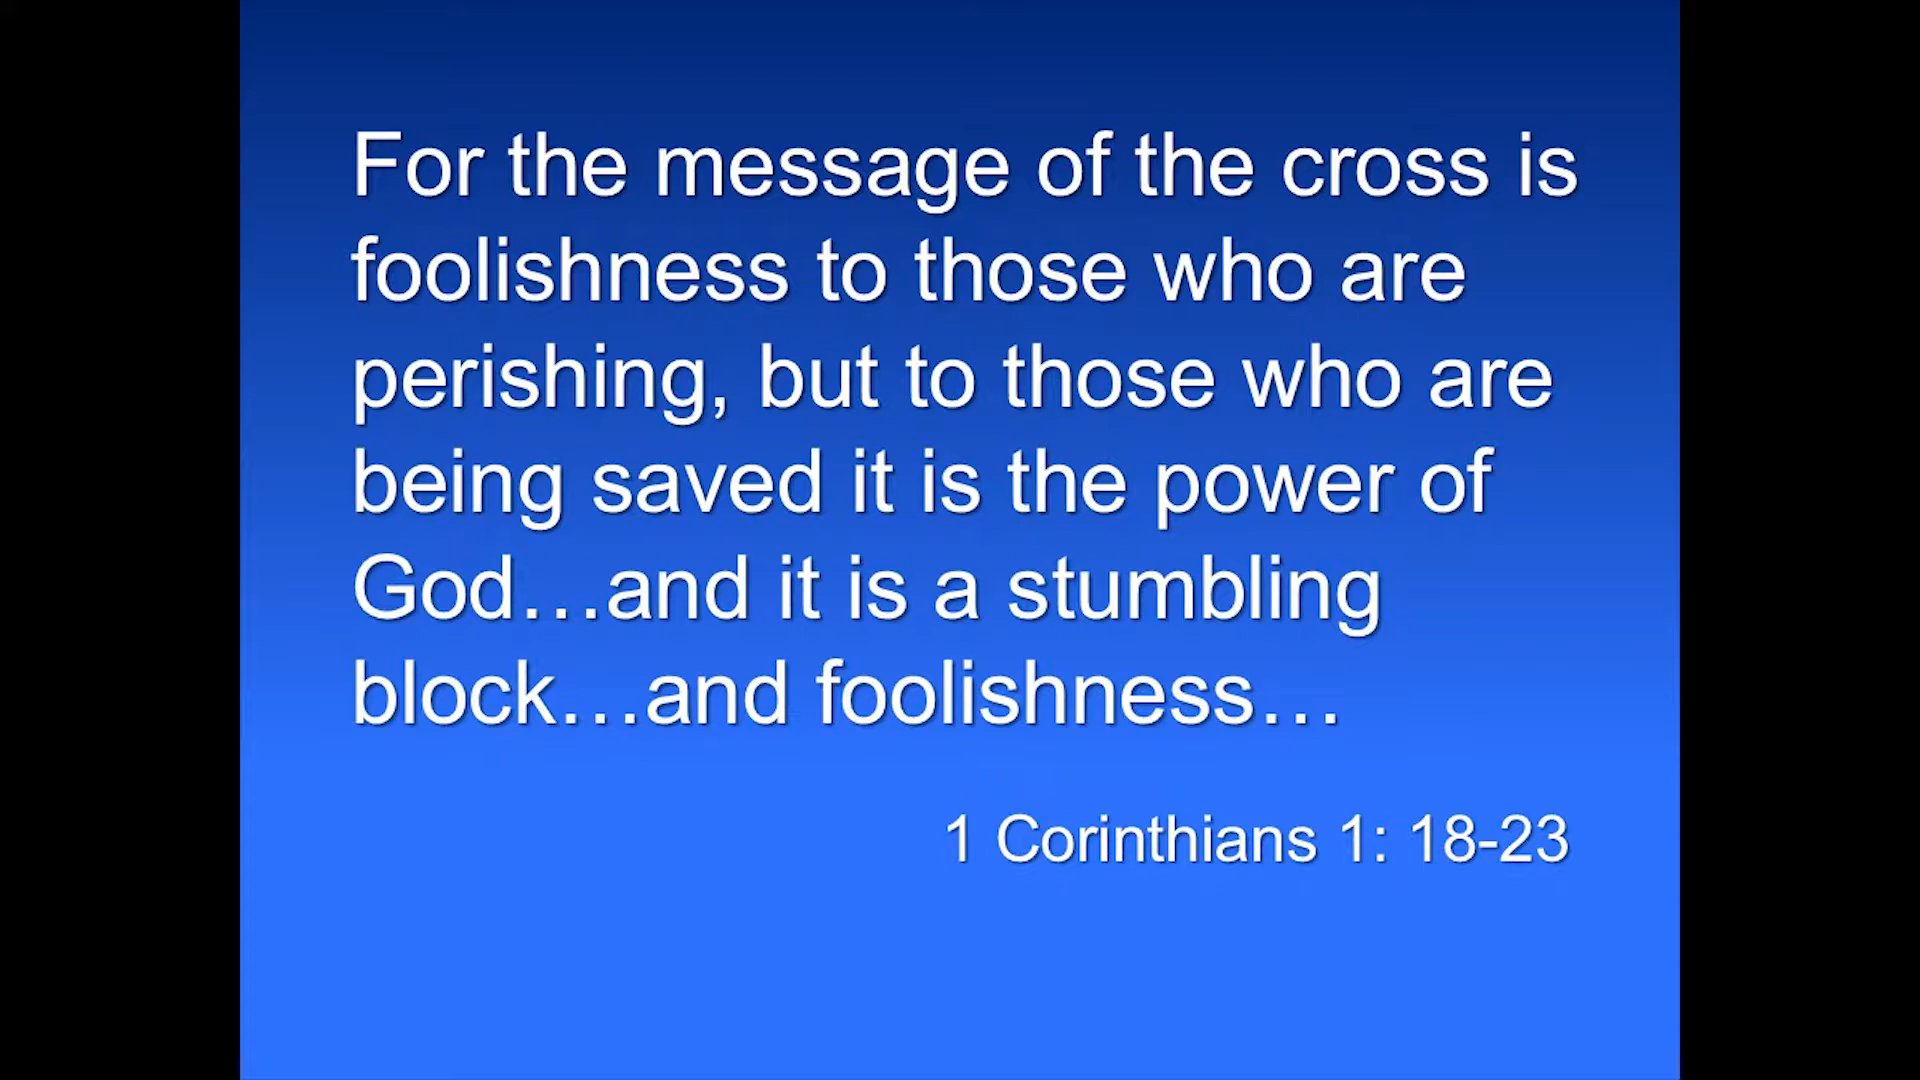 For the message of the cross is
foolishness to those who are
perishing, but to those who are
being saved it is the power of
God…and it is a stumbling
block…and foolishness…
1 Corinthians 1: 18-23